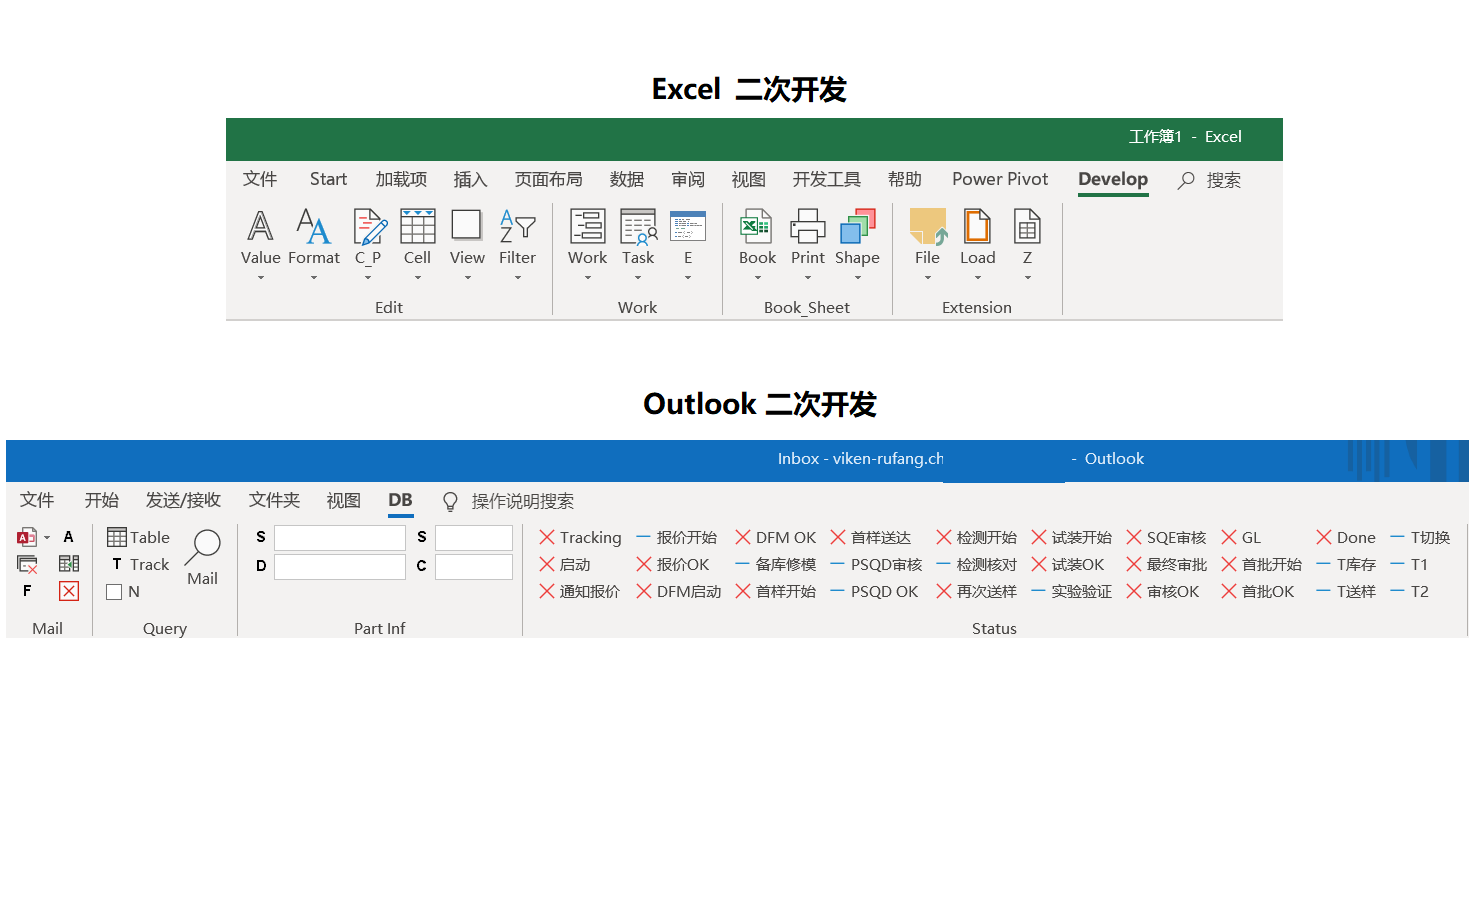 Excel 二次开发
工作簿1 - Excel
文件 Start 加载项 插入 页面布局 数据 审阅 视图 开发工具 帮助 Power Pivot Develop 搜索
Value Format C_P Cell View Filter Work Task E Book Print Shape File Load Z
Edit Work Book_Sheet Extension
Outlook 二次开发
Inbox - viken-rufang.ch - Outlook
文件 开始 发送/接收 文件夹 视图 DB 操作说明搜索
A Table S S Tracking 报价开始 DFM OK 首样送达 检测开始 试装开始 SQE审核 GL Done T切换
T Track Mail D C 启动 报价OK 备库修模 PSQD审核 检测核对 试装OK 最终审批 首批开始 T库存 T1
F N 通知报价 DFM启动 首样开始 PSQD OK 再次送样 实验验证 审核OK 首批OK T送样 T2
Mail Query Part Inf Status